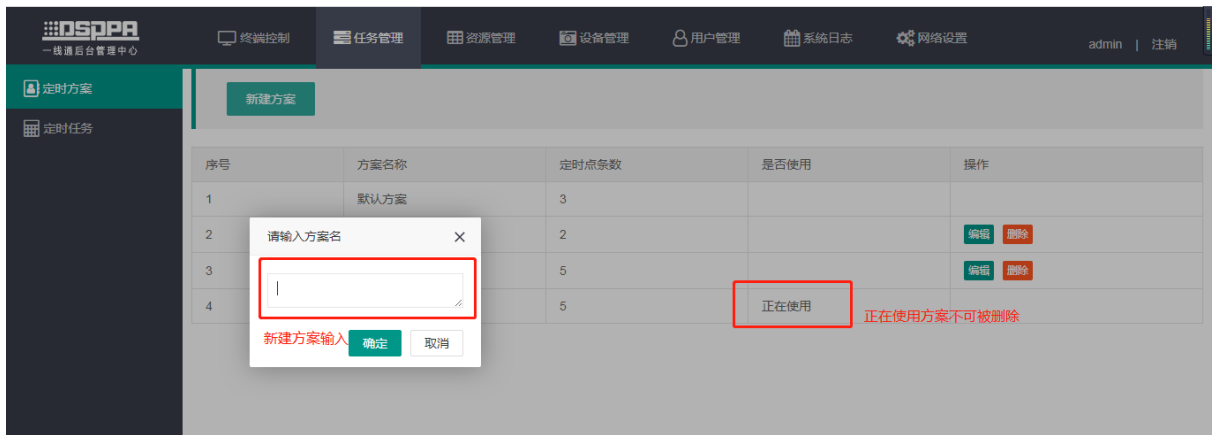 DSPPA
一线通后台管理中心
终端控制 任务管理 资源管理 设备管理 用户管理 系统日志 网络设置 admin | 注销
定时方案
定时任务
新建方案
序号 方案名称 定时点条数 是否使用 操作
1 默认方案 3
2 2 编辑 删除
3 5 编辑 删除
4 5 正在使用
正在使用方案不可被删除
请输入方案名
新建方案输入
确定 取消